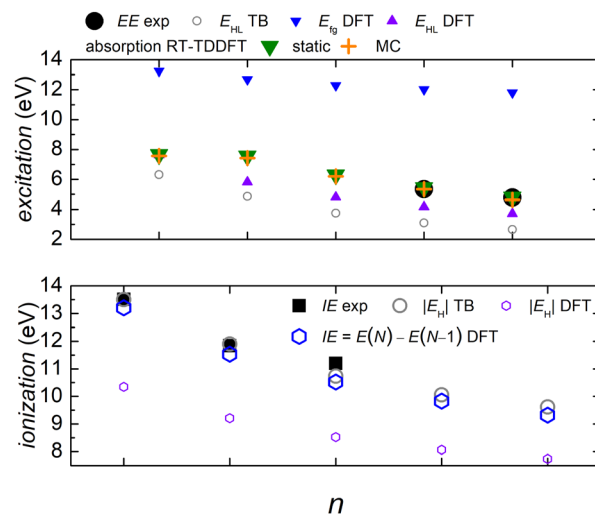 EE exp E_HL TB E_fg DFT E_HL DFT
absorption RT-TDDFT static MC
14
12
10
8
6
4
2
excitation (eV)
14
13
12
11
10
9
8
ionization (eV)
IE exp |E_H| TB |E_H| DFT
IE = E(N) – E(N–1) DFT
n